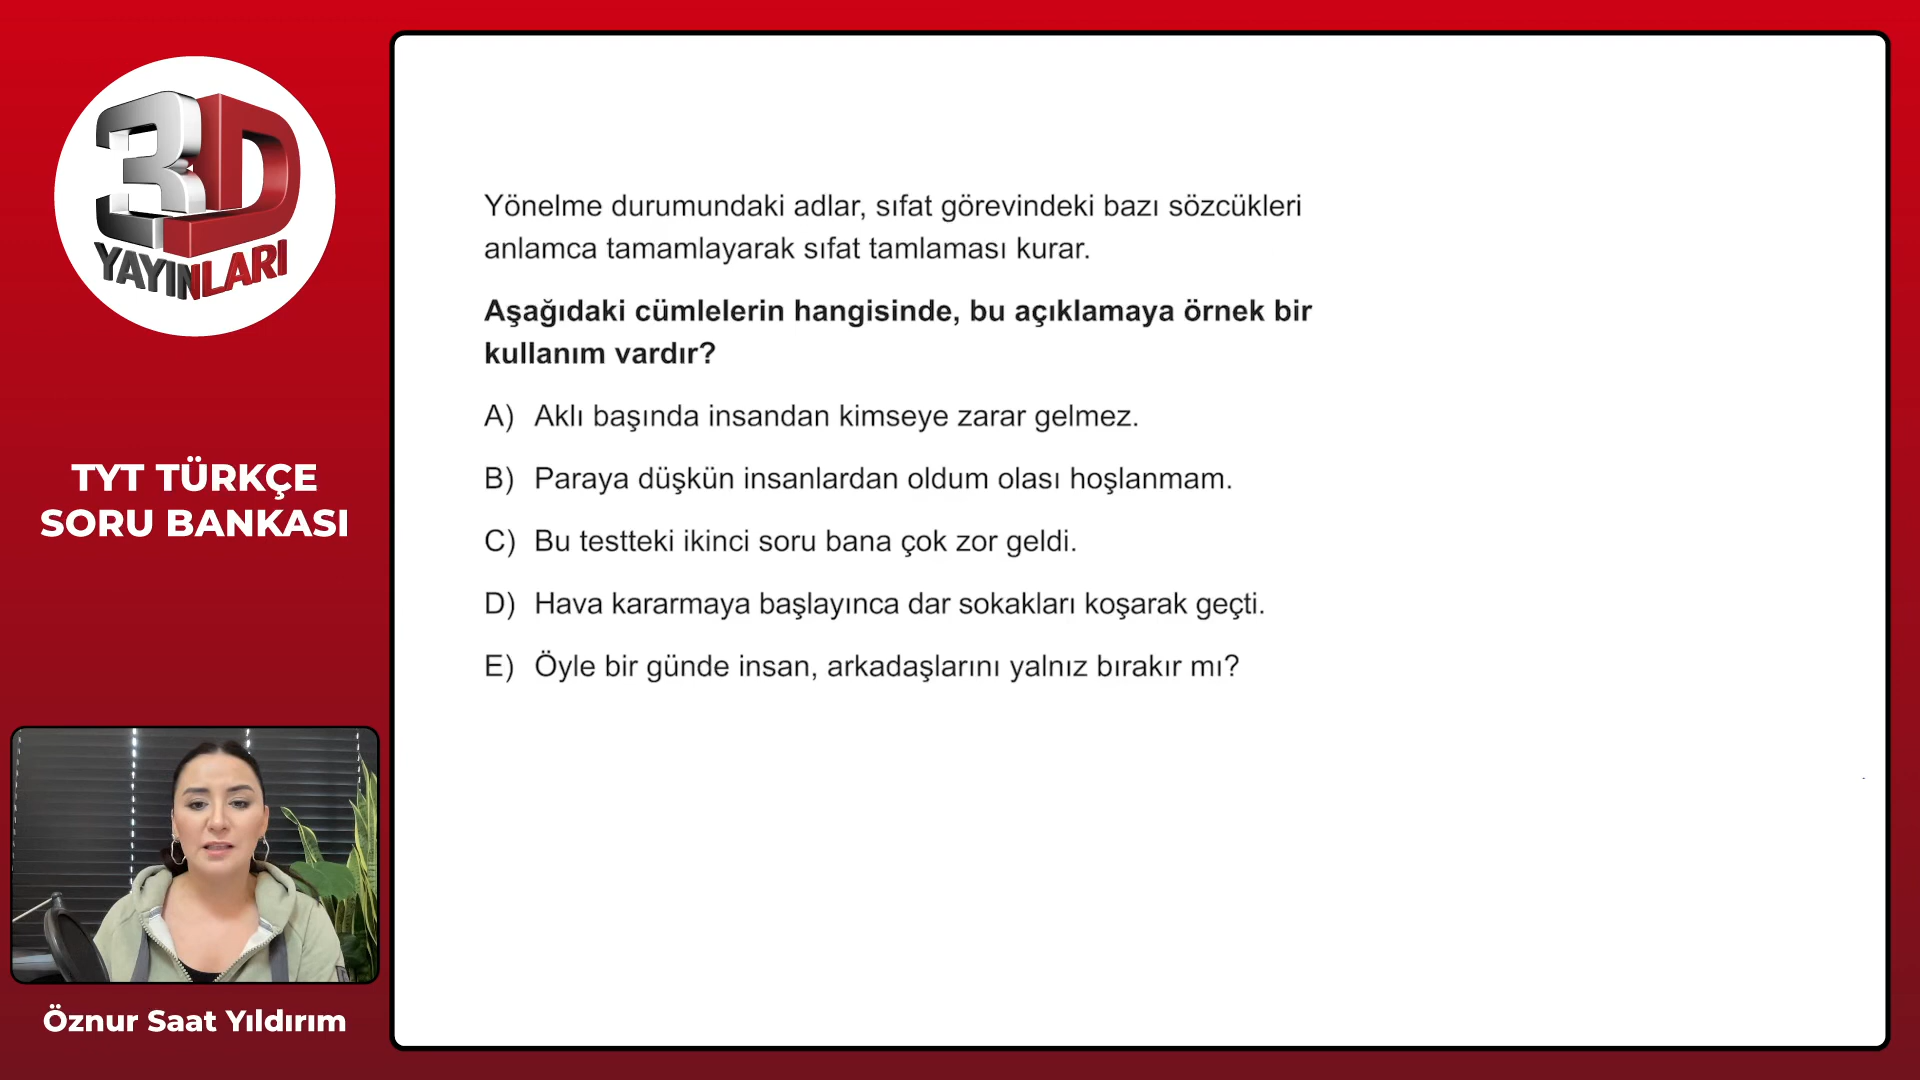 3D
YAYINLARI
TYT TÜRKÇE
SORU BANKASI
Öznur Saat Yıldırım
Yönelme durumundaki adlar, sıfat görevindeki bazı sözcükleri
anlamca tamamlayarak sıfat tamlaması kurar.
Aşağıdaki cümlelerin hangisinde, bu açıklamaya örnek bir
kullanım vardır?
A) Aklı başında insandan kimseye zarar gelmez.
B) Paraya düşkün insanlardan oldum olası hoşlanmam.
C) Bu testteki ikinci soru bana çok zor geldi.
D) Hava kararmaya başlayınca dar sokakları koşarak geçti.
E) Öyle bir günde insan, arkadaşlarını yalnız bırakır mı?